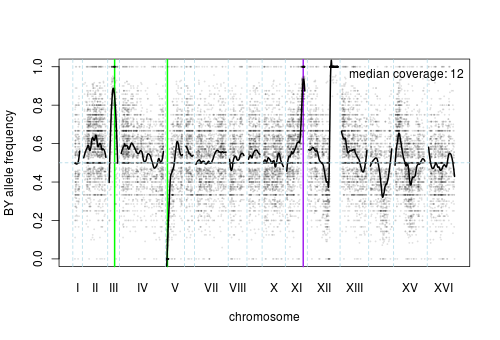 median coverage: 12
BY allele frequency
1.0
0.8
0.6
0.4
0.2
0.0
I II III IV V VII VIII X XI XII XIII XV XVI
chromosome